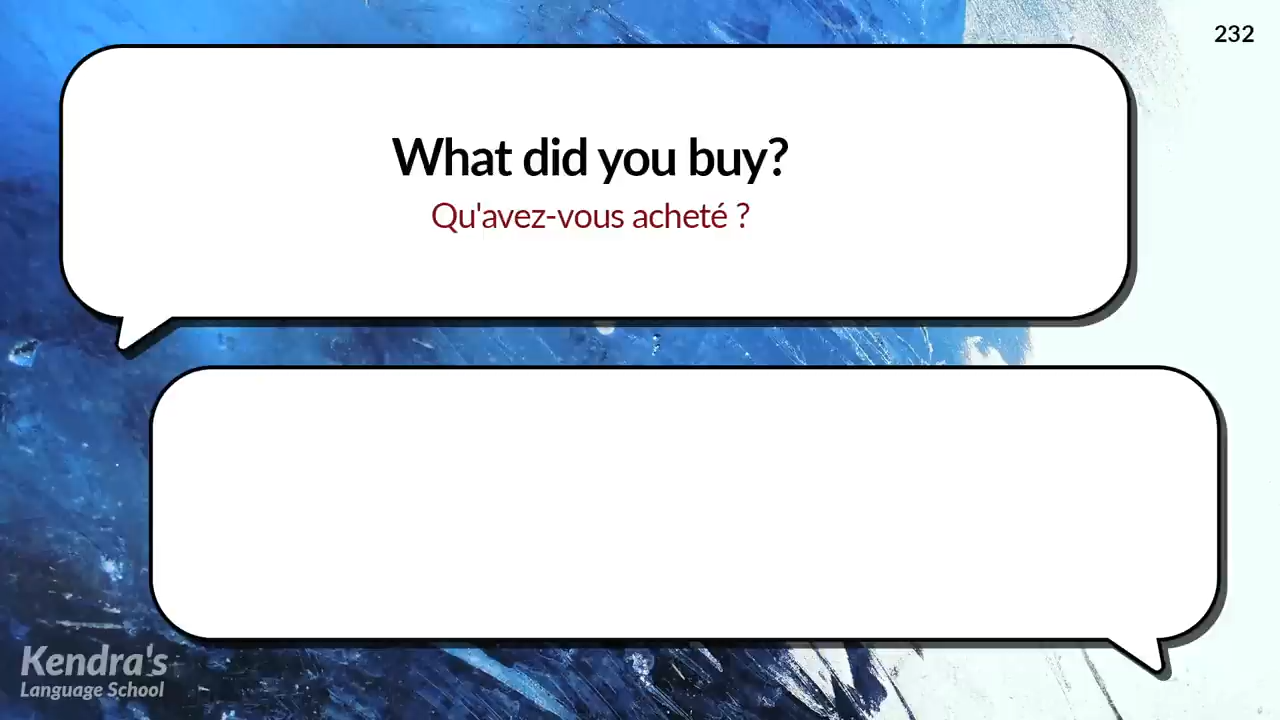 232
What did you buy?
Qu'avez-vous acheté ?
Kendra's
Language School